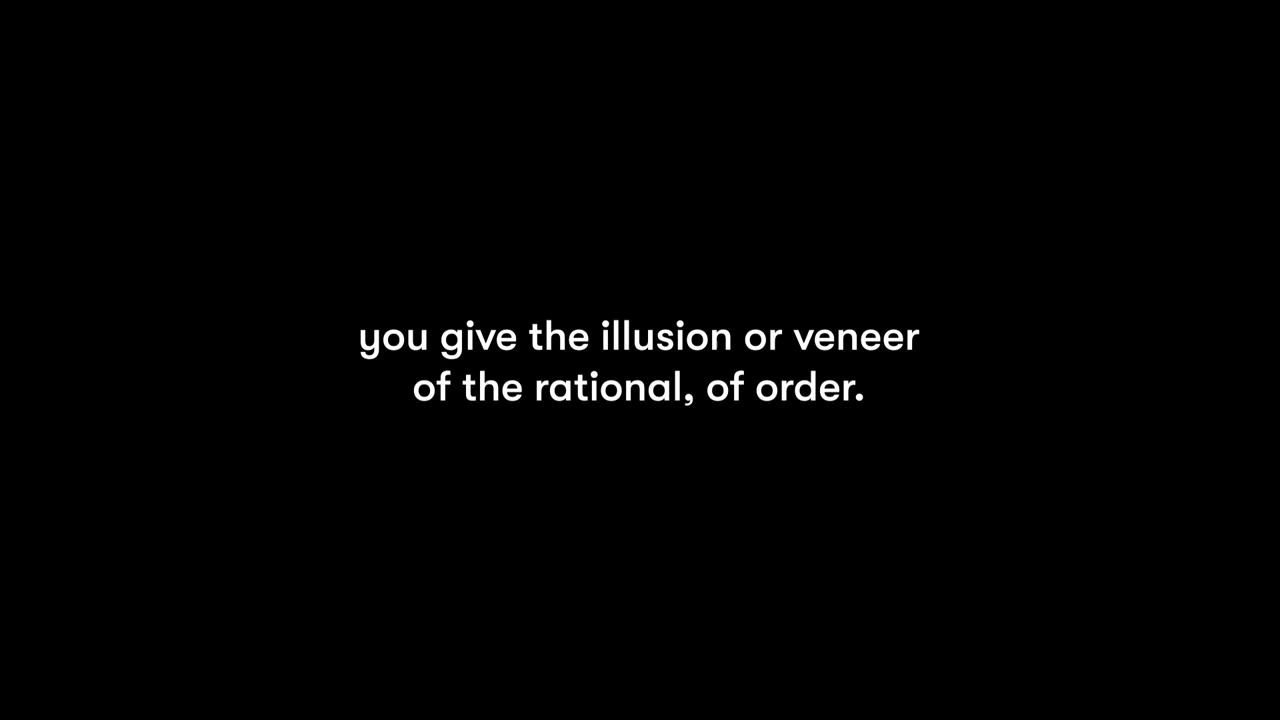 you give the illusion or veneer
of the rational, of order.